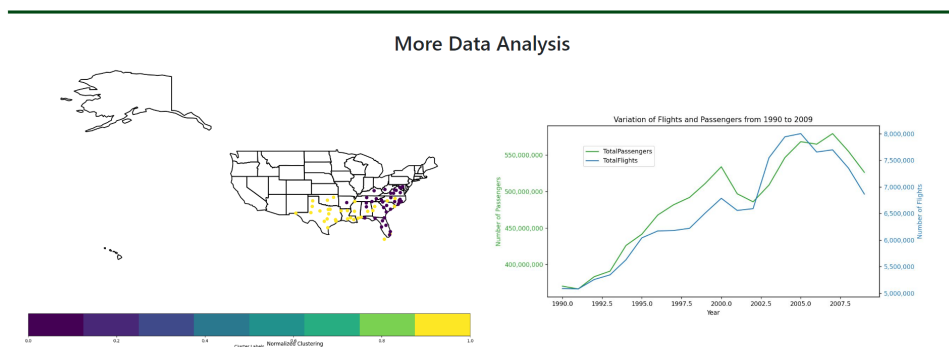 More Data Analysis
0.0 0.2 0.4 0.6 0.8 1.0
Cluster Labels
Normalized Clustering
Variation of Flights and Passengers from 1990 to 2009
TotalPassengers
TotalFlights
Number of Passengers
550,000,000
500,000,000
450,000,000
400,000,000
Number of Flights
8,000,000
7,500,000
7,000,000
6,500,000
6,000,000
5,500,000
5,000,000
1990.0 1992.5 1995.0 1997.5 2000.0 2002.5 2005.0 2007.5
Year